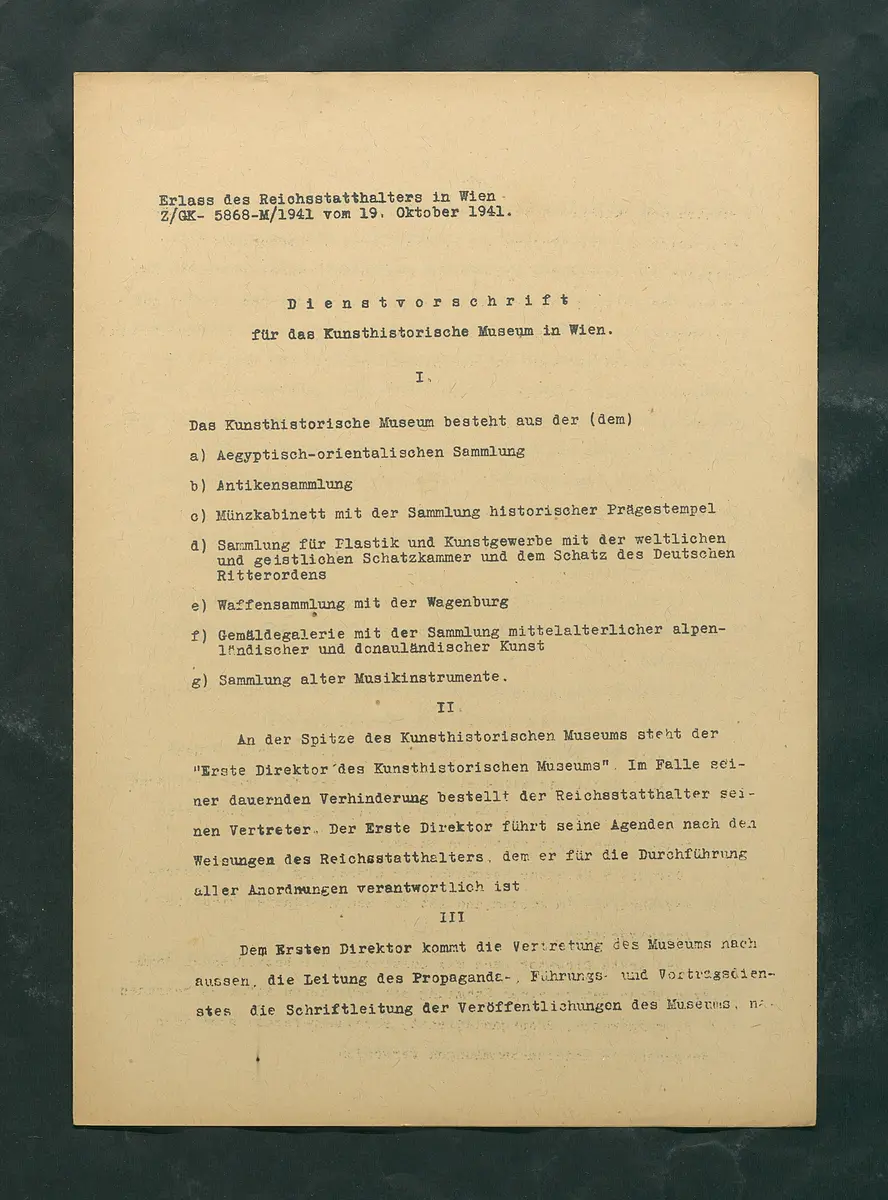 Erlass des Reichsstatthalters in Wien
Z/GK- 5868-M/1941 vom 19. Oktober 1941.
Dienstvorschrift
für das Kunsthistorische Museum in Wien.
I.
Das Kunsthistorische Museum besteht aus der (dem)
a) Aegyptisch-orientalischen Sammlung
b) Antikensammlung
c) Münzkabinett mit der Sammlung historischer Prägestempel
d) Sammlung für Plastik und Kunstgewerbe mit der weltlichen
und geistlichen Schatzkammer und dem Schatz des Deutschen
Ritterordens
e) Waffensammlung mit der Wagenburg
f) Gemäldegalerie mit der Sammlung mittelalterlicher alpen-
ländischer und donauländischer Kunst
g) Sammlung alter Musikinstrumente.
II.
An der Spitze des Kunsthistorischen Museums steht der
"Erste Direktor des Kunsthistorischen Museums". Im Falle sei-
ner dauernden Verhinderung bestellt der Reichsstatthalter sei-
nen Vertreter. Der Erste Direktor führt seine Agenden nach den
Weisungen des Reichsstatthalters, dem er für die Durchführung
aller Anordnungen verantwortlich ist
III
Dem Ersten Direktor kommt die Vertretung des Museums nach
aussen, die Leitung des Propaganda-, Führungs- und Vortragsdien-
stes die Schriftleitung der Veröffentlichungen des Museums,